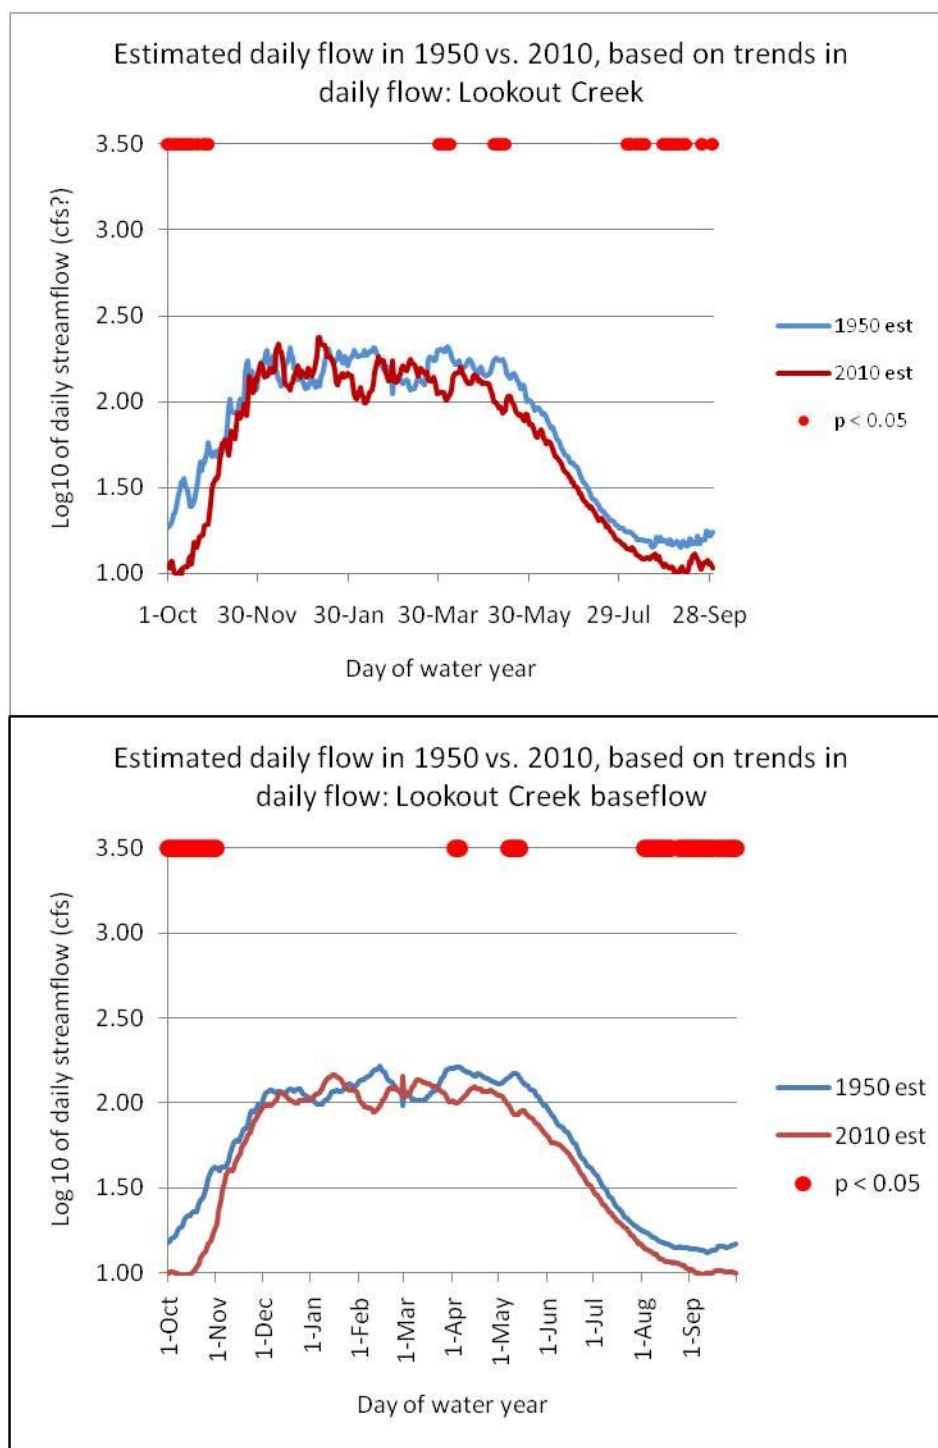 Estimated daily flow in 1950 vs. 2010, based on trends in
daily flow: Lookout Creek
Log10 of daily streamflow (cfs?)
3.50
3.00
2.50
2.00
1.50
1.00
1-Oct 30-Nov 30-Jan 30-Mar 30-May 29-Jul 28-Sep
Day of water year
1950 est
2010 est
p < 0.05
Estimated daily flow in 1950 vs. 2010, based on trends in
daily flow: Lookout Creek baseflow
Log10 of daily streamflow (cfs)
3.50
3.00
2.50
2.00
1.50
1.00
1-Oct 1-Nov 1-Dec 1-Jan 1-Feb 1-Mar 1-Apr 1-May 1-Jun 1-Jul 1-Aug 1-Sep
Day of water year
1950 est
2010 est
p < 0.05